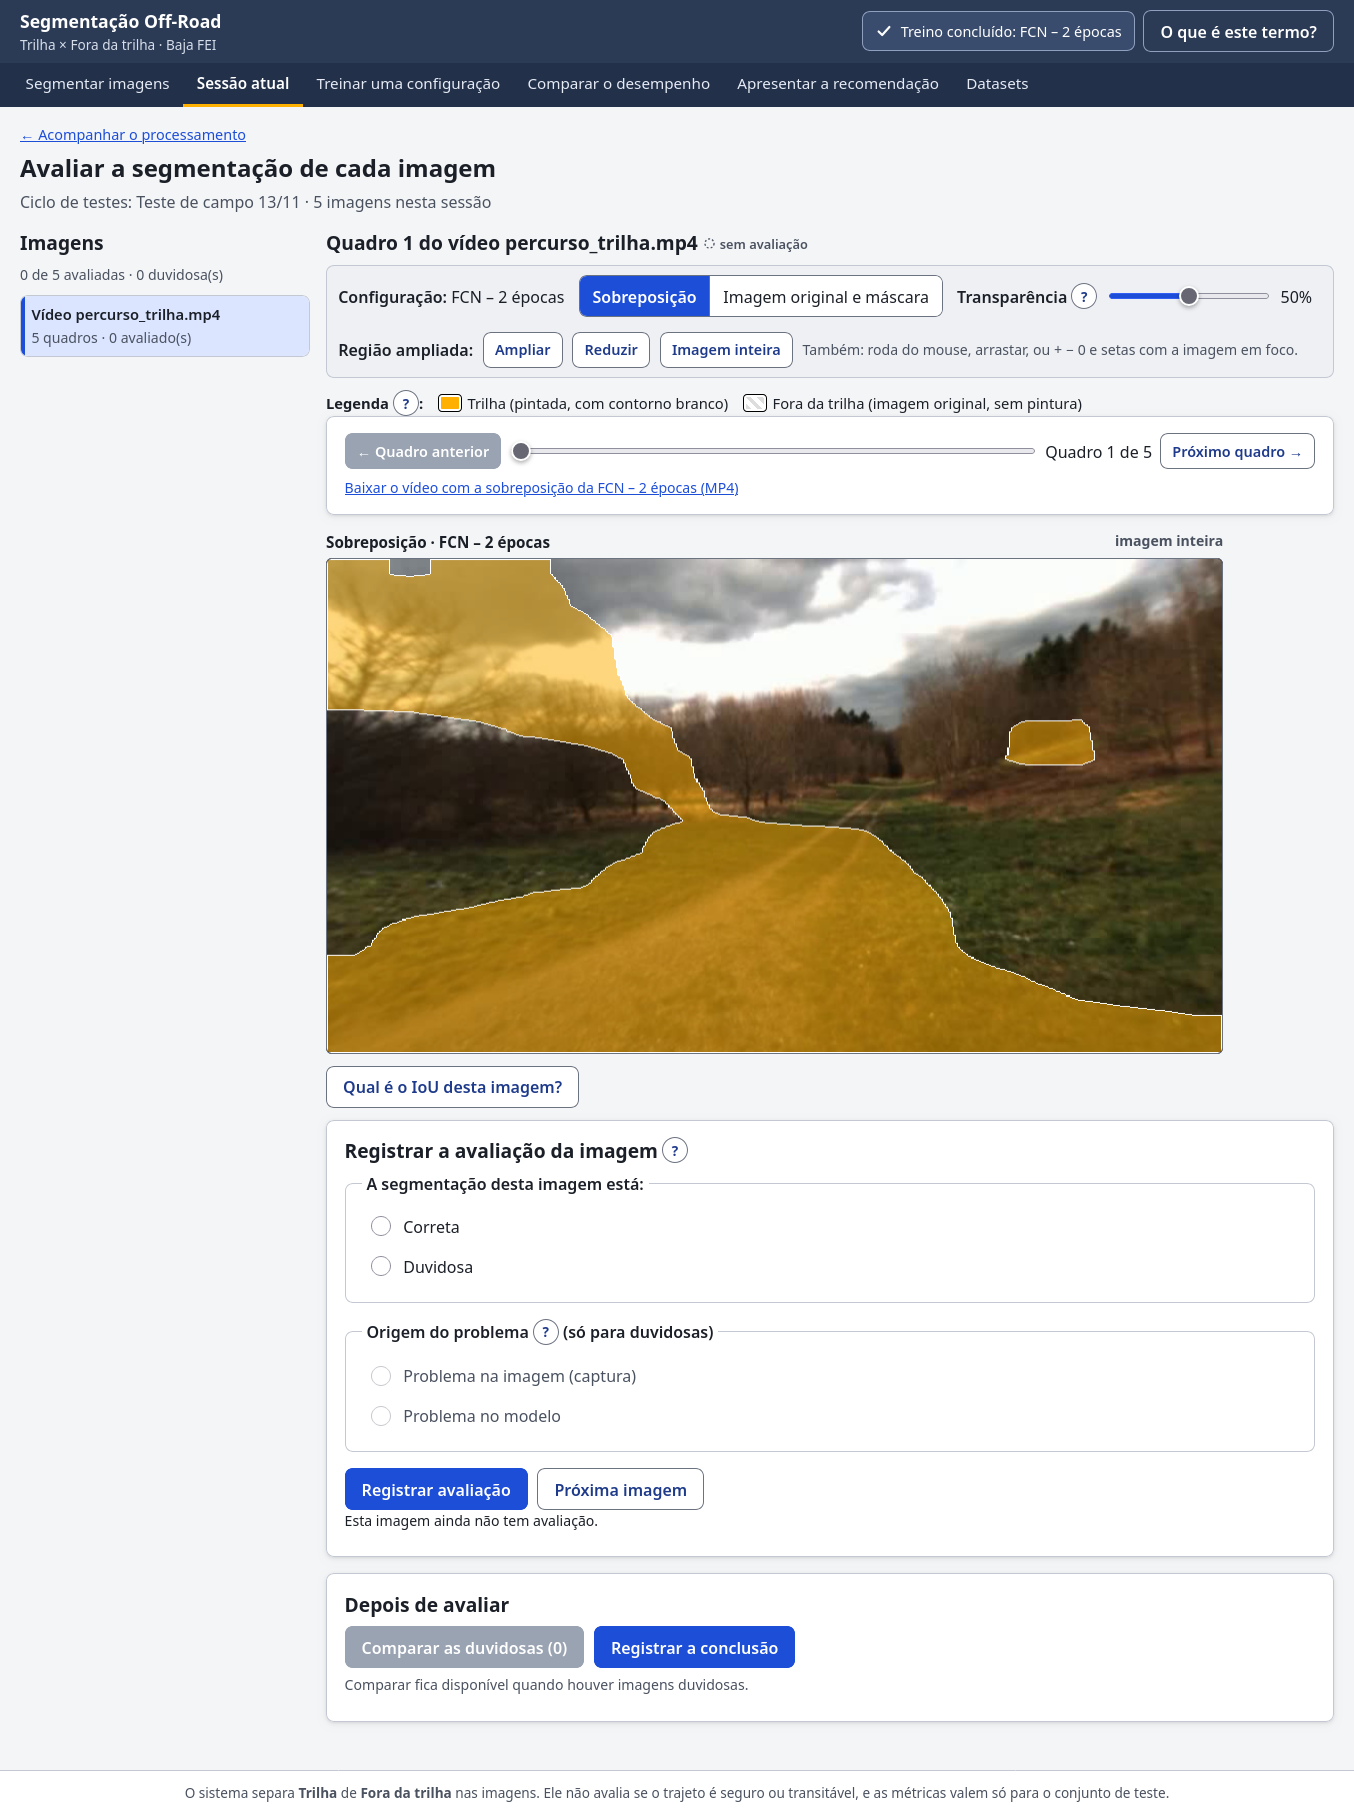 Segmentação Off-Road
Trilha × Fora da trilha · Baja FEI
Treino concluído: FCN – 2 épocas
O que é este termo?
Segmentar imagens
Sessão atual
Treinar uma configuração
Comparar o desempenho
Apresentar a recomendação
Datasets
← Acompanhar o processamento
Avaliar a segmentação de cada imagem
Ciclo de testes: Teste de campo 13/11 · 5 imagens nesta sessão
Imagens
0 de 5 avaliadas · 0 duvidosa(s)
Vídeo percurso_trilha.mp4
5 quadros · 0 avaliado(s)
Quadro 1 do vídeo percurso_trilha.mp4 sem avaliação
Configuração: FCN – 2 épocas
Sobreposição
Imagem original e máscara
Transparência ?
50%
Região ampliada:
Ampliar
Reduzir
Imagem inteira
Também: roda do mouse, arrastar, ou + − 0 e setas com a imagem em foco.
Legenda ?:
Trilha (pintada, com contorno branco)
Fora da trilha (imagem original, sem pintura)
← Quadro anterior
Quadro 1 de 5
Próximo quadro →
Baixar o vídeo com a sobreposição da FCN – 2 épocas (MP4)
Sobreposição · FCN – 2 épocas
imagem inteira
Qual é o IoU desta imagem?
Registrar a avaliação da imagem ?
A segmentação desta imagem está:
Correta
Duvidosa
Origem do problema ? (só para duvidosas)
Problema na imagem (captura)
Problema no modelo
Registrar avaliação
Próxima imagem
Esta imagem ainda não tem avaliação.
Depois de avaliar
Comparar as duvidosas (0)
Registrar a conclusão
Comparar fica disponível quando houver imagens duvidosas.
O sistema separa Trilha de Fora da trilha nas imagens. Ele não avalia se o trajeto é seguro ou transitável, e as métricas valem só para o conjunto de teste.